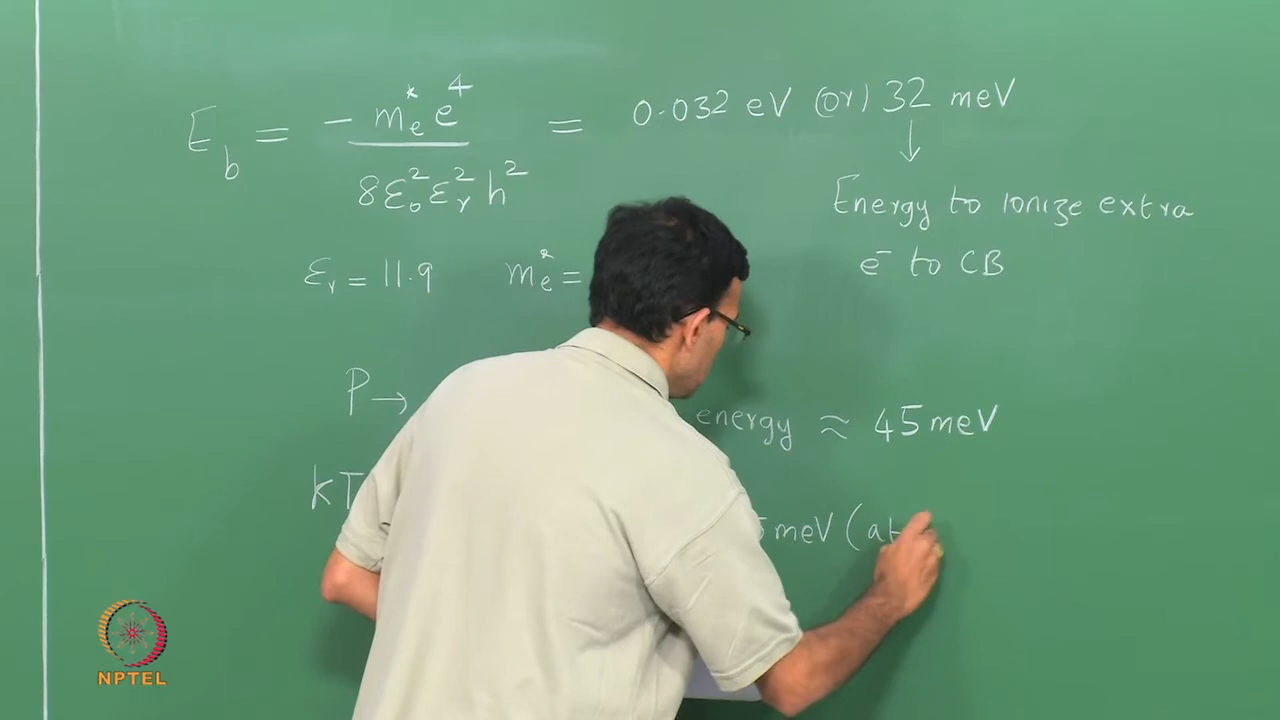 E_b = - m_e^* e^4 / 8 ε_0^2 ε_r^2 h^2 = 0.032 eV (or) 32 meV
↓
Energy to ionize extra
e^- to CB
ε_r = 11.9 m_e^* =
P → energy ≈ 45 meV
kT meV (at
NPTEL